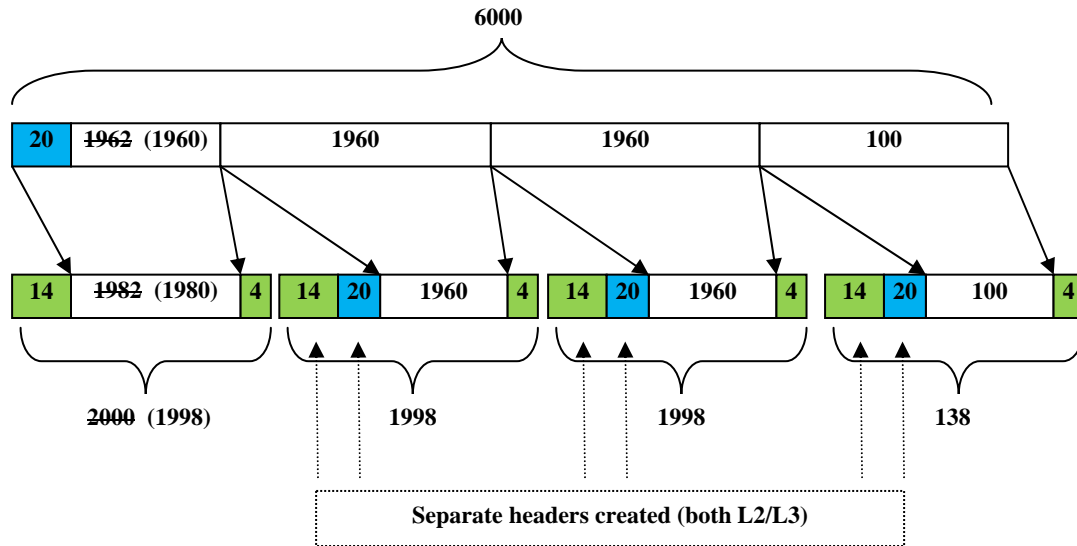 6000
20 1962 (1960) 1960 1960 100
14 1982 (1980) 4 14 20 1960 4 14 20 1960 4 14 20 100 4
2000 (1998) 1998 1998 138
Separate headers created (both L2/L3)